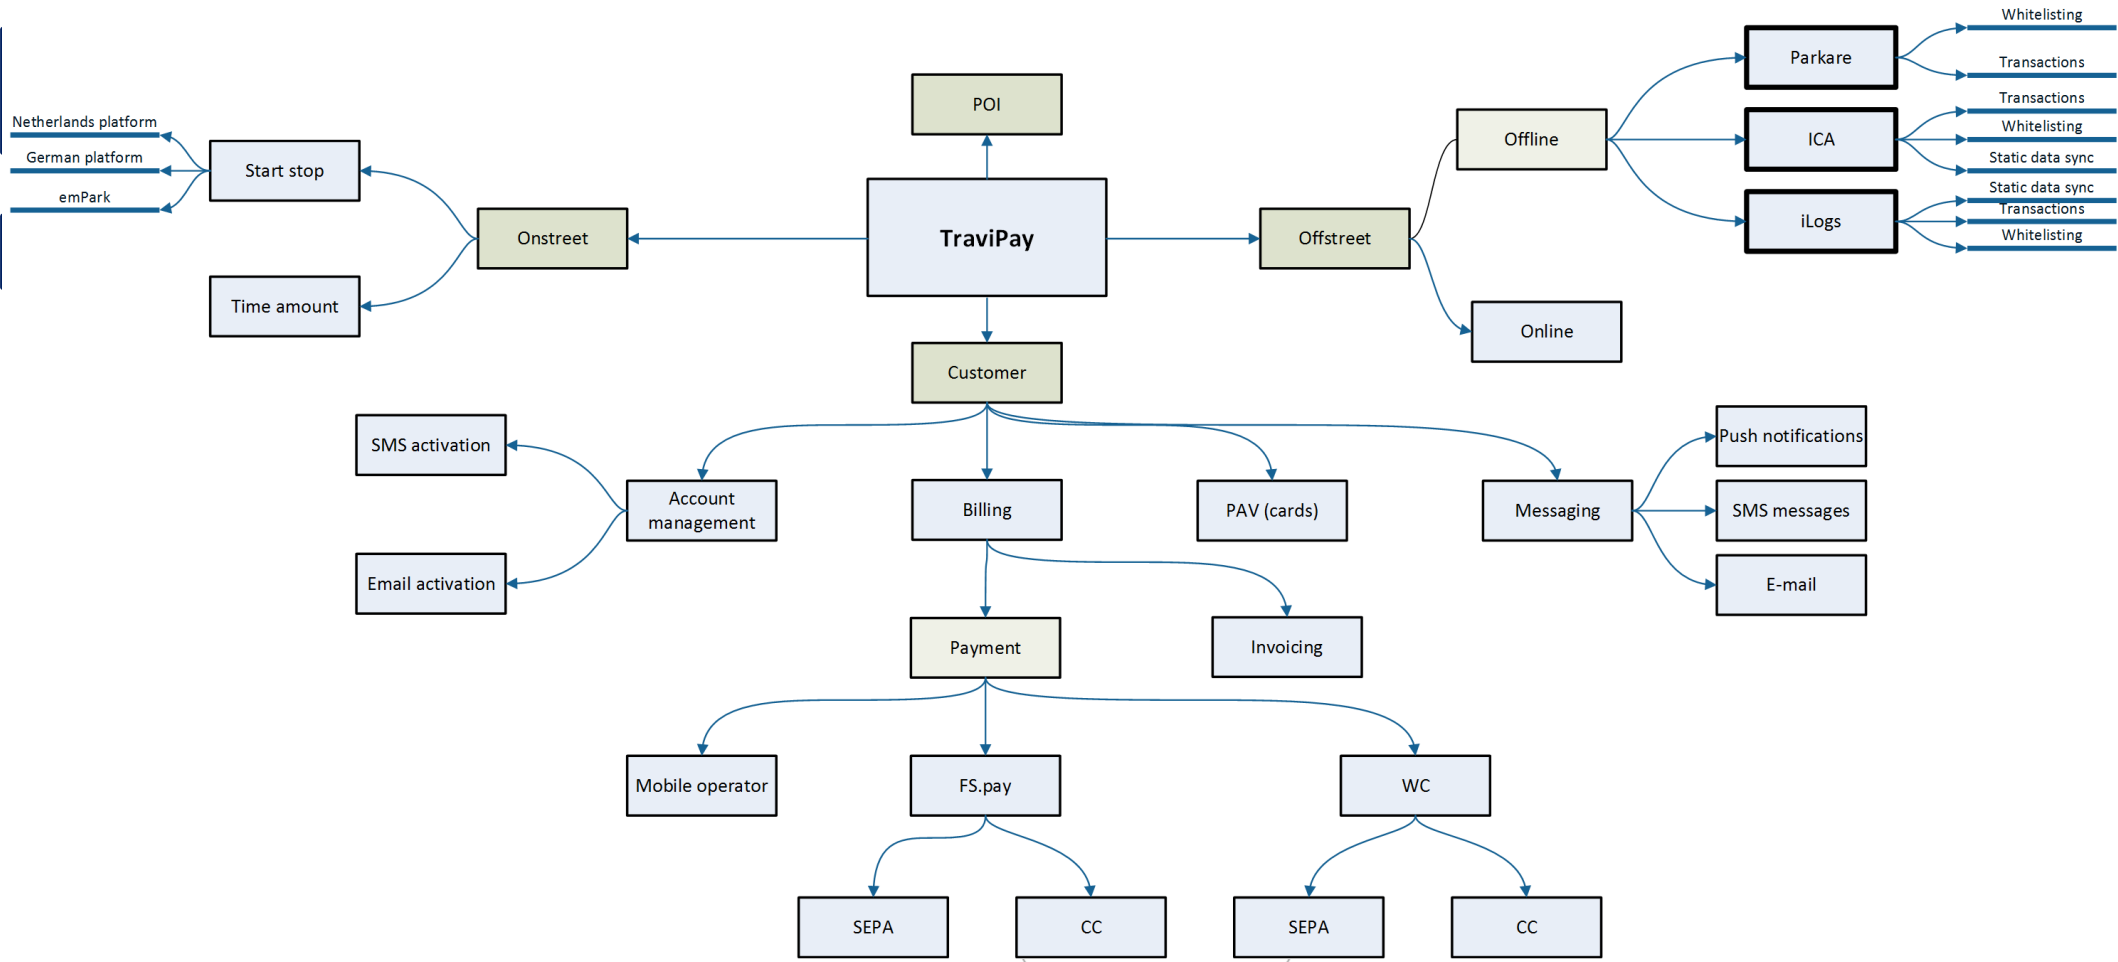 Whitelisting
Parkare
Transactions
POI
Transactions
Netherlands platform
Offline
ICA
Whitelisting
German platform
Start stop
Static data sync
emPark
Static data sync
Transactions
iLogs
Whitelisting
Onstreet
TraviPay
Offstreet
Time amount
Online
Customer
SMS activation
Push notifications
Account
management
Billing
PAV (cards)
Messaging
SMS messages
Email activation
E-mail
Payment
Invoicing
Mobile operator
FS.pay
WC
SEPA
CC
SEPA
CC